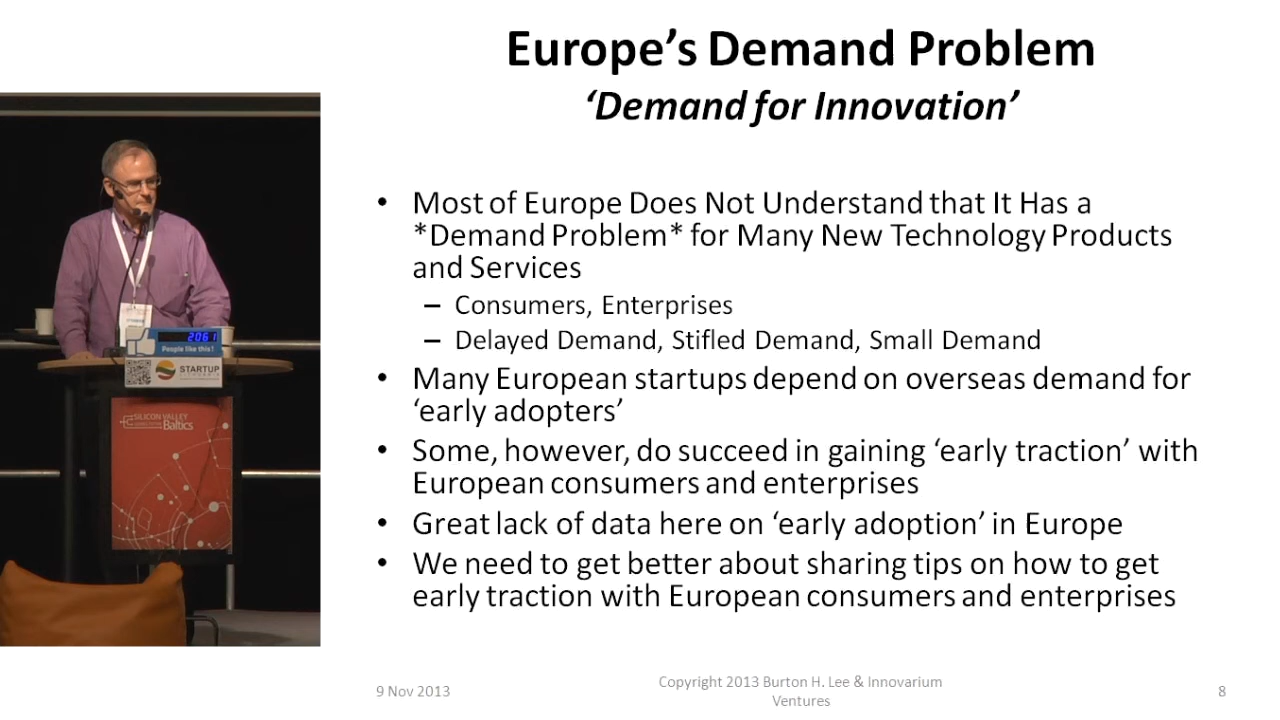 Europe's Demand Problem
'Demand for Innovation'
• Most of Europe Does Not Understand that It Has a
*Demand Problem* for Many New Technology Products
and Services
– Consumers, Enterprises
– Delayed Demand, Stifled Demand, Small Demand
• Many European startups depend on overseas demand for
'early adopters'
• Some, however, do succeed in gaining 'early traction' with
European consumers and enterprises
• Great lack of data here on 'early adoption' in Europe
• We need to get better about sharing tips on how to get
early traction with European consumers and enterprises
9 Nov 2013
Copyright 2013 Burton H. Lee & Innovarium
Ventures
8
2061
People like this!
STARTUP
SILICON VALLEY
Baltics